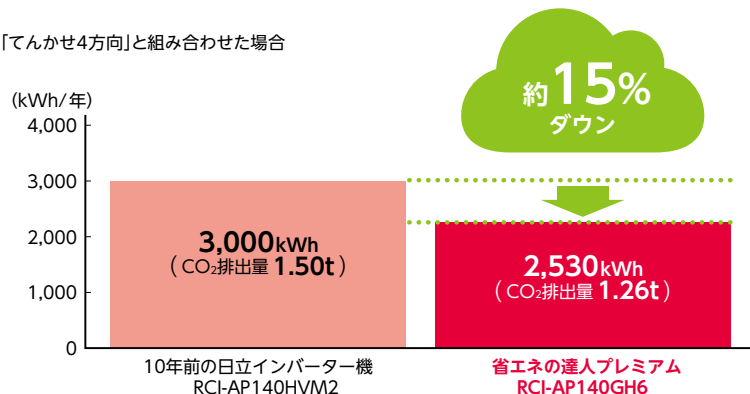 「てんかせ4方向」と組み合わせた場合
(kWh/年)
4,000
3,000
2,000
1,000
0
約15%
ダウン
3,000kWh
(CO₂排出量 1.50t)
2,530kWh
(CO₂排出量 1.26t)
10年前の日立インバーター機
RCI-AP140HVM2
省エネの達人プレミアム
RCI-AP140GH6